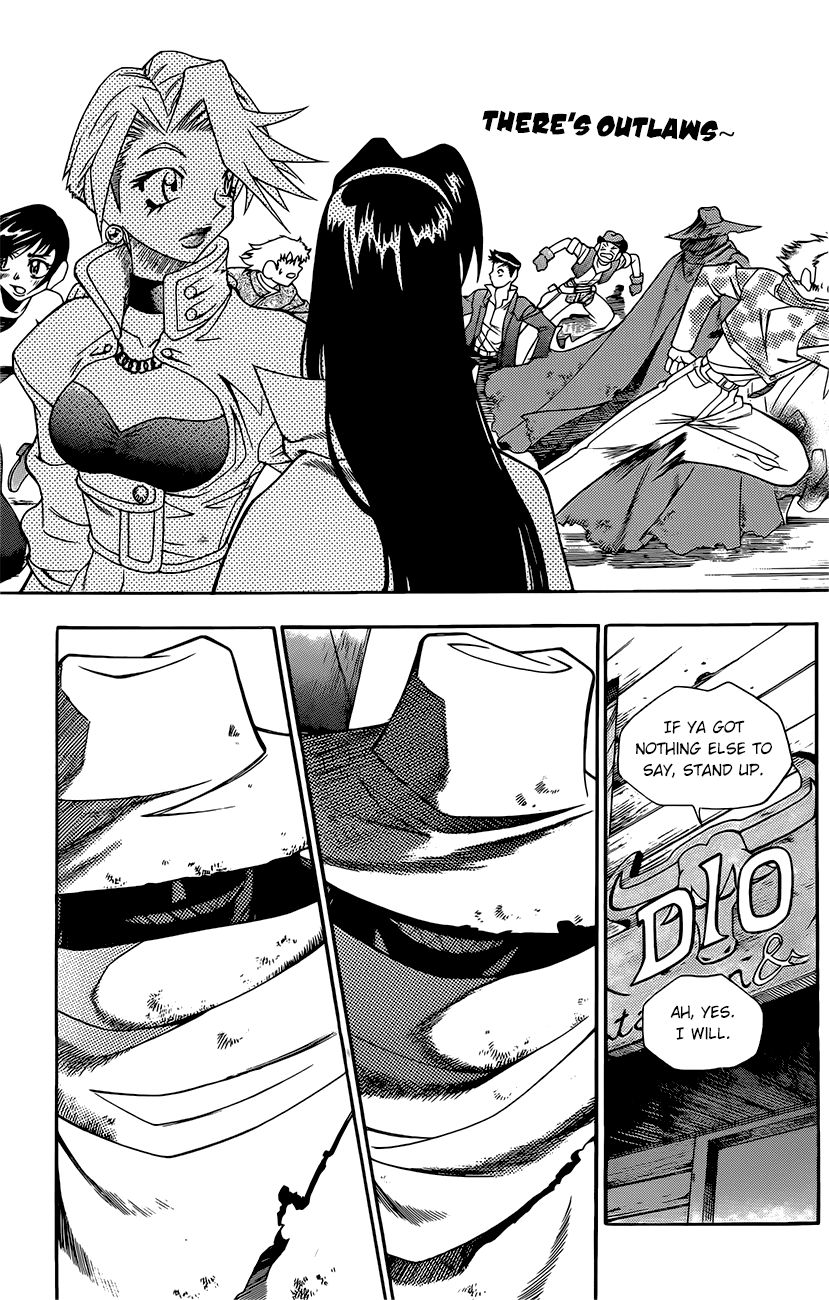 THERE'S OUTLAWS~
IF YA GOT
NOTHING ELSE TO
SAY, STAND UP.
DIO
&
AH, YES.
I WILL.